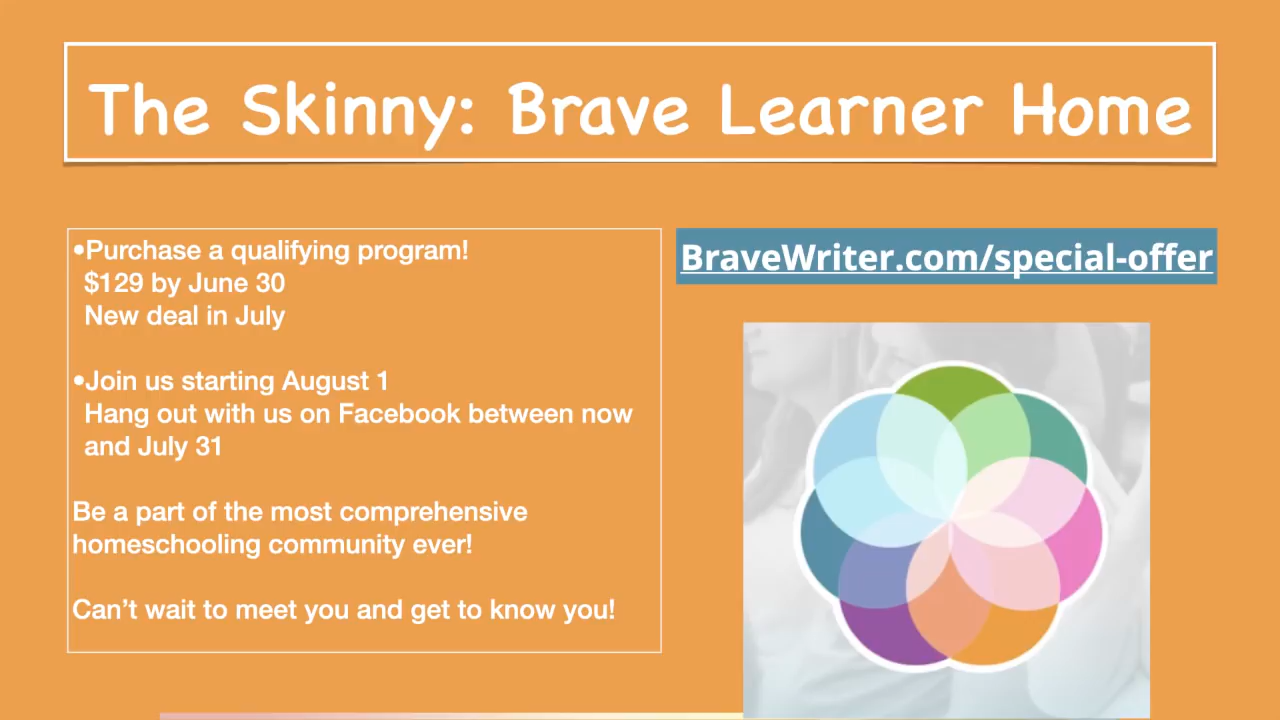 The Skinny: Brave Learner Home
•Purchase a qualifying program!
$129 by June 30
New deal in July
•Join us starting August 1
Hang out with us on Facebook between now
and July 31
Be a part of the most comprehensive
homeschooling community ever!
Can’t wait to meet you and get to know you!
BraveWriter.com/special-offer